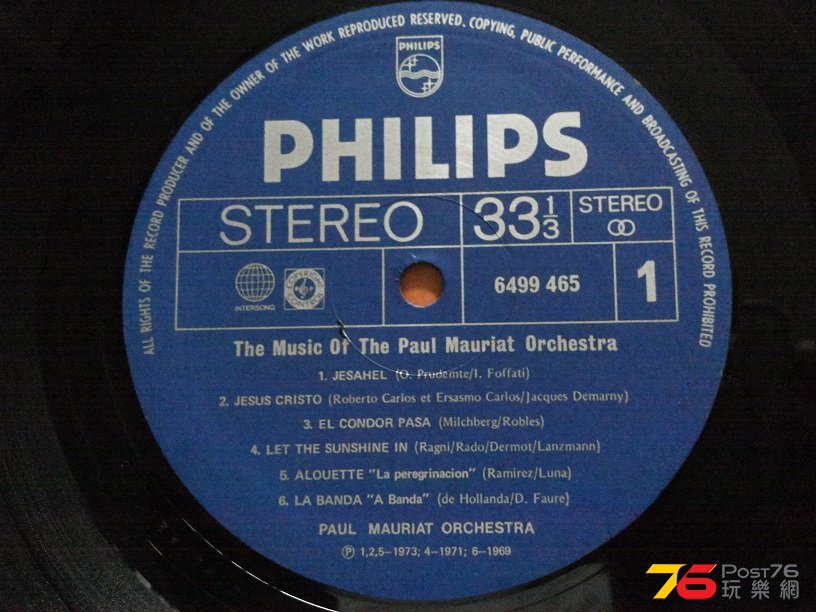 ALL RIGHTS OF THE RECORD PRODUCER AND OF THE OWNER OF THE WORK REPRODUCED RESERVED. COPYING, PUBLIC PERFORMANCE AND BROADCASTING OF THIS RECORD PROHIBITED
PHILIPS
PHILIPS
STEREO 33 1/3 STEREO
INTERSONG COPYRIGHT CONTROL 6499 465 1
The Music Of The Paul Mauriat Orchestra
1. JESAHEL (O. Prudemte/I. Foffati)
2. JESUS CRISTO (Roberto Carlos et Ersasmo Carlos/Jacques Demarny)
3. EL CONDOR PASA (Milchberg/Robles)
4. LET THE SUNSHINE IN (Ragni/Rado/Dermot/Lanzmann)
5. ALOUETTE "La peregrinacion" (Ramirez/Luna)
6. LA BANDA "A Banda" (de Hollanda/D. Faure)
PAUL MAURIAT ORCHESTRA
Ⓟ 1,2,5–1973; 4–1971; 6–1969
76 Post76
玩樂網